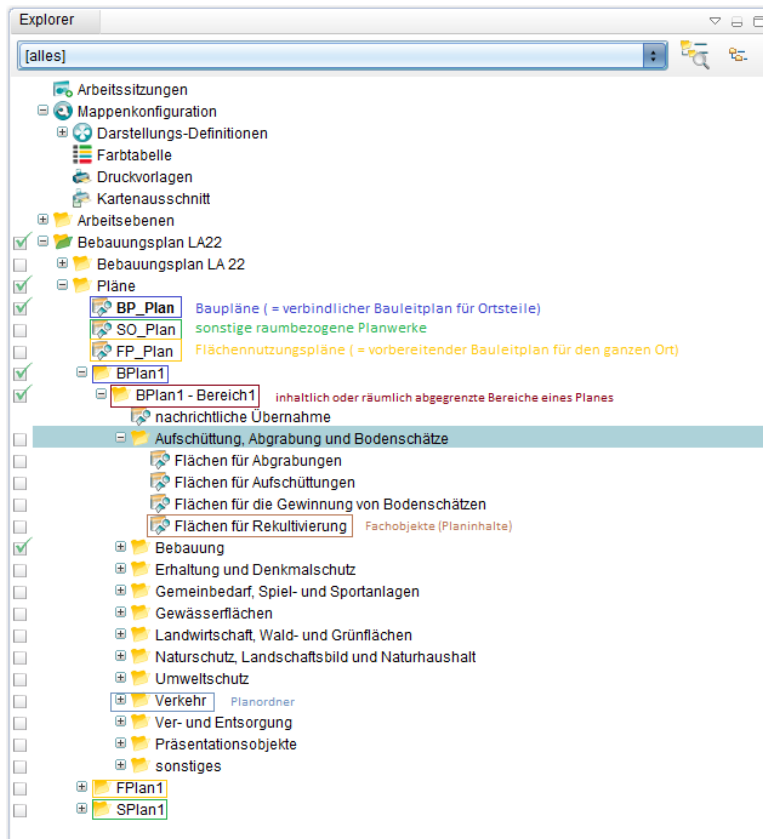 Explorer
[alles]
Arbeitssitzungen
Mappenkonfiguration
Darstellungs-Definitionen
Farbtabelle
Druckvorlagen
Kartenausschnitt
Arbeitsebenen
Bebauungsplan LA22
Bebauungsplan LA 22
Pläne
BP_Plan Baupläne ( = verbindlicher Bauleitplan für Ortsteile)
SO_Plan sonstige raumbezogene Planwerke
FP_Plan Flächennutzungspläne ( = vorbereitender Bauleitplan für den ganzen Ort)
BPlan1
BPlan1 - Bereich1 inhaltlich oder räumlich abgegrenzte Bereiche eines Planes
nachrichtliche Übernahme
Aufschüttung, Abgrabung und Bodenschätze
Flächen für Abgrabungen
Flächen für Aufschüttungen
Flächen für die Gewinnung von Bodenschätzen
Flächen für Rekultivierung Fachobjekte (Planinhalte)
Bebauung
Erhaltung und Denkmalschutz
Gemeinbedarf, Spiel- und Sportanlagen
Gewässerflächen
Landwirtschaft, Wald- und Grünflächen
Naturschutz, Landschaftsbild und Naturhaushalt
Umweltschutz
Verkehr Planordner
Ver- und Entsorgung
Präsentationsobjekte
sonstiges
FPlan1
SPlan1